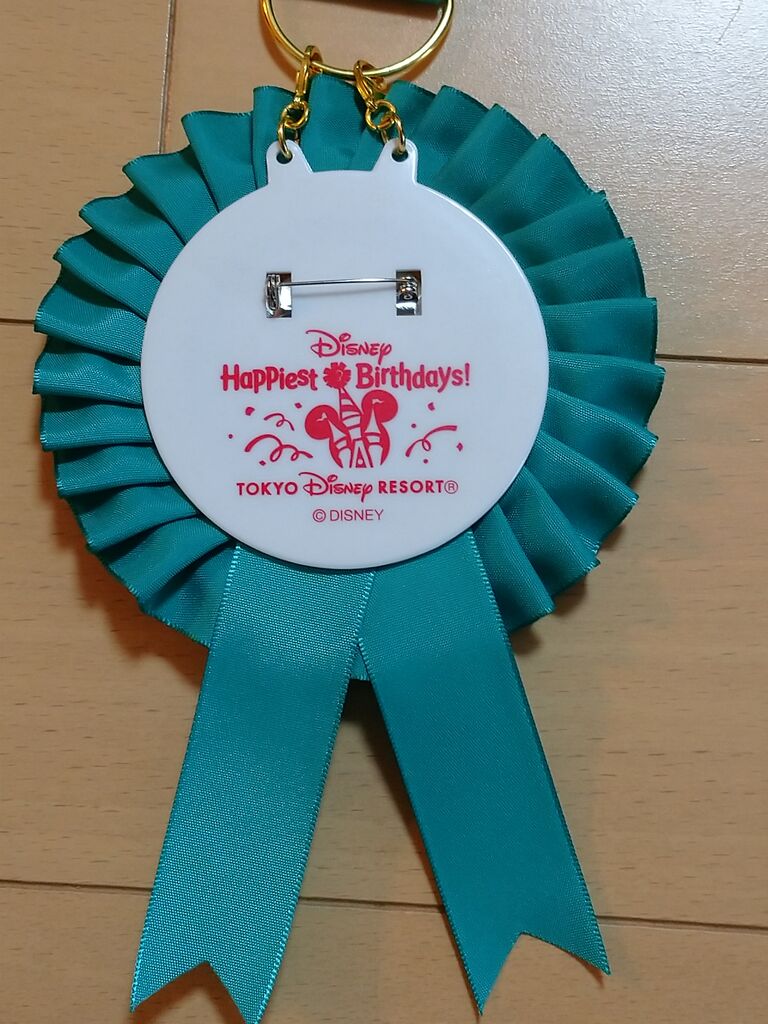 Disney
Happiest Birthdays!
TOKYO Disney RESORT®
© DISNEY